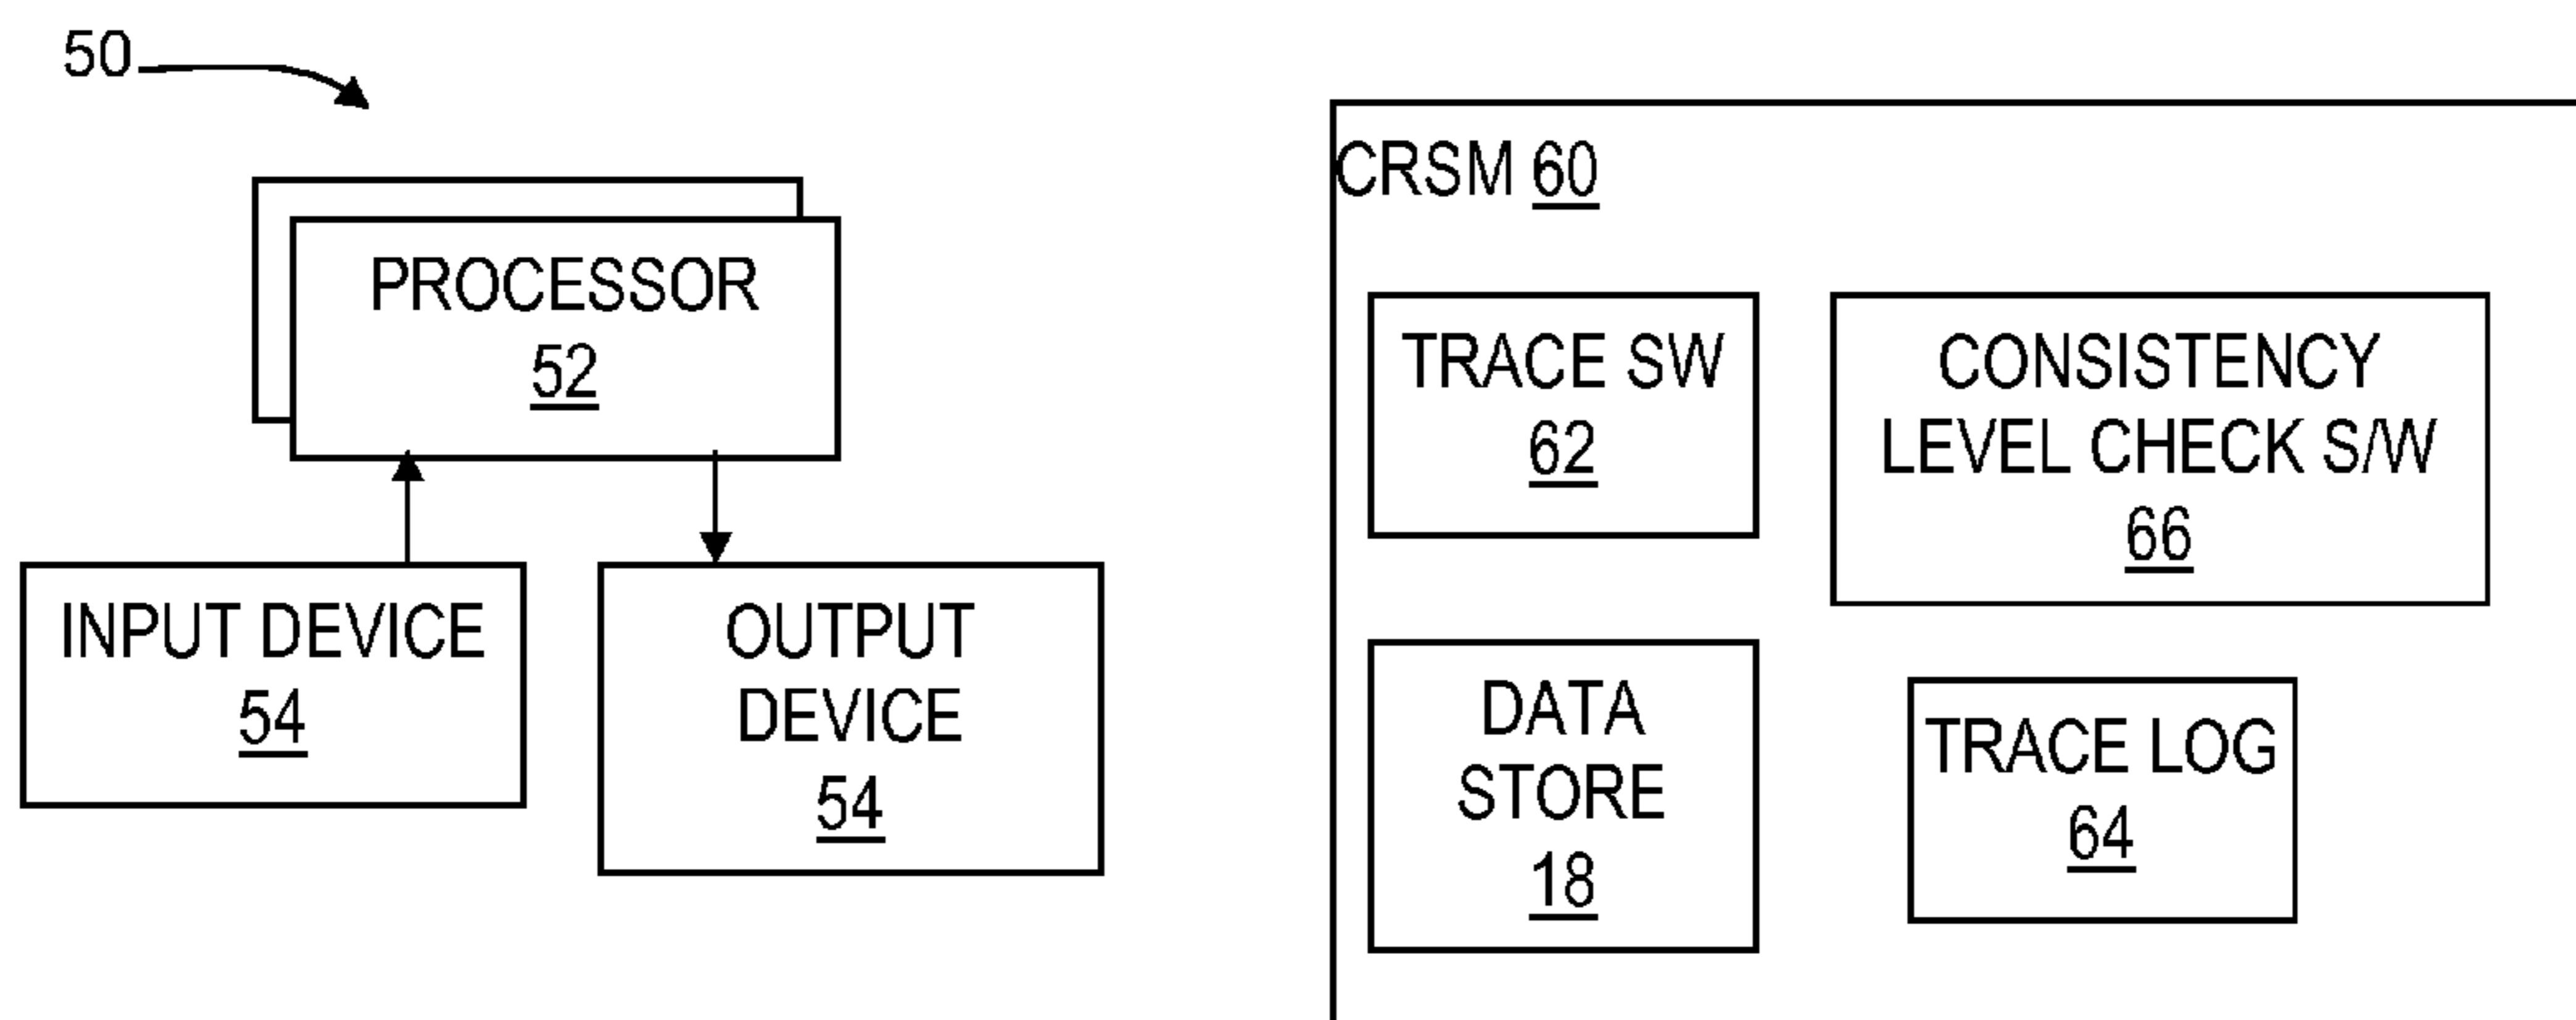 50
PROCESSOR
52
INPUT DEVICE
54
OUTPUT
DEVICE
54
CRSM 60
TRACE SW
62
CONSISTENCY
LEVEL CHECK S/W
66
DATA
STORE
18
TRACE LOG
64